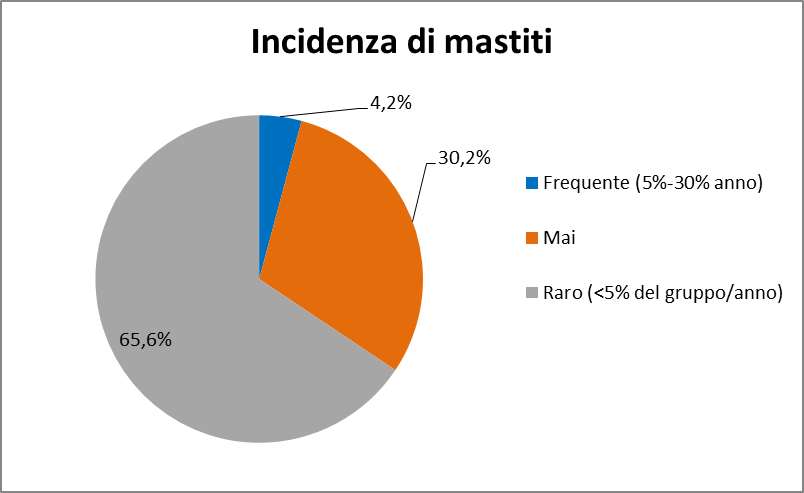 Incidenza di mastiti
4,2%
30,2%
65,6%
Frequente (5%-30% anno)
Mai
Raro (<5% del gruppo/anno)